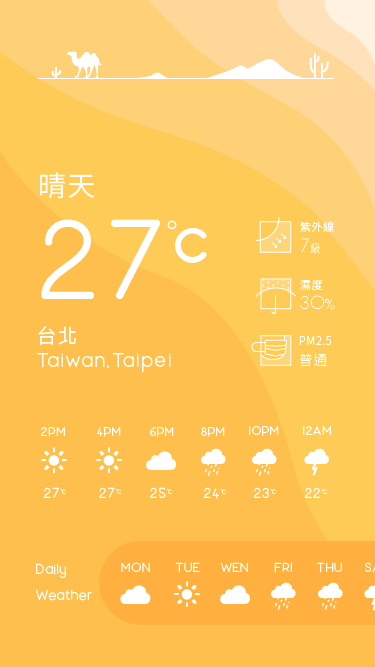 晴天
27°C
紫外線
7級
濕度
30%
PM2.5
普通
台北
Taiwan,Taipei
2PM 4PM 6PM 8PM 10PM 12AM
27°C 27°C 25°C 24°C 23°C 22°C
Daily Weather
MON TUE WEN FRI THU SA